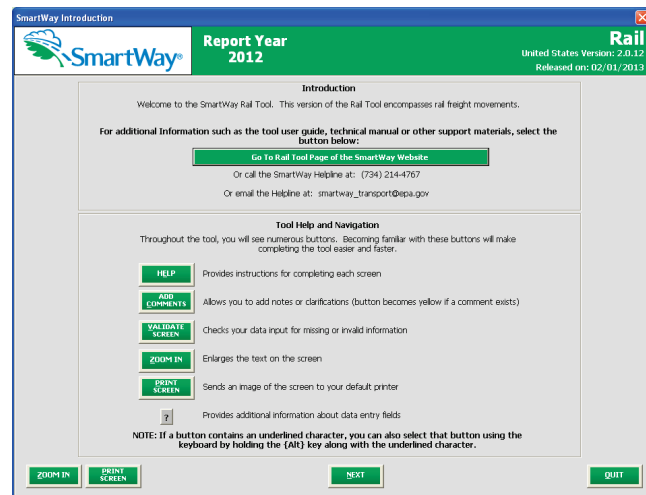 SmartWay Introduction
SmartWay®
Report Year
2012
Rail
United States Version: 2.0.12
Released on: 02/01/2013
Introduction
Welcome to the SmartWay Rail Tool. This version of the Rail Tool encompasses rail freight movements.
For additional Information such as the tool user guide, technical manual or other support materials, select the
button below:
Go To Rail Tool Page of the SmartWay Website
Or call the SmartWay Helpline at: (734) 214-4767
Or email the Helpline at: smartway_transport@epa.gov
Tool Help and Navigation
Throughout the tool, you will see numerous buttons. Becoming familiar with these buttons will make
completing the tool easier and faster.
HELP
Provides instructions for completing each screen
ADD
COMMENTS
Allows you to add notes or clarifications (button becomes yellow if a comment exists)
VALIDATE
SCREEN
Checks your data input for missing or invalid information
ZOOM IN
Enlarges the text on the screen
PRINT
SCREEN
Sends an image of the screen to your default printer
?
Provides additional information about data entry fields
NOTE: If a button contains an underlined character, you can also select that button using the
keyboard by holding the {Alt} key along with the underlined character.
ZOOM IN
PRINT
SCREEN
NEXT
QUIT